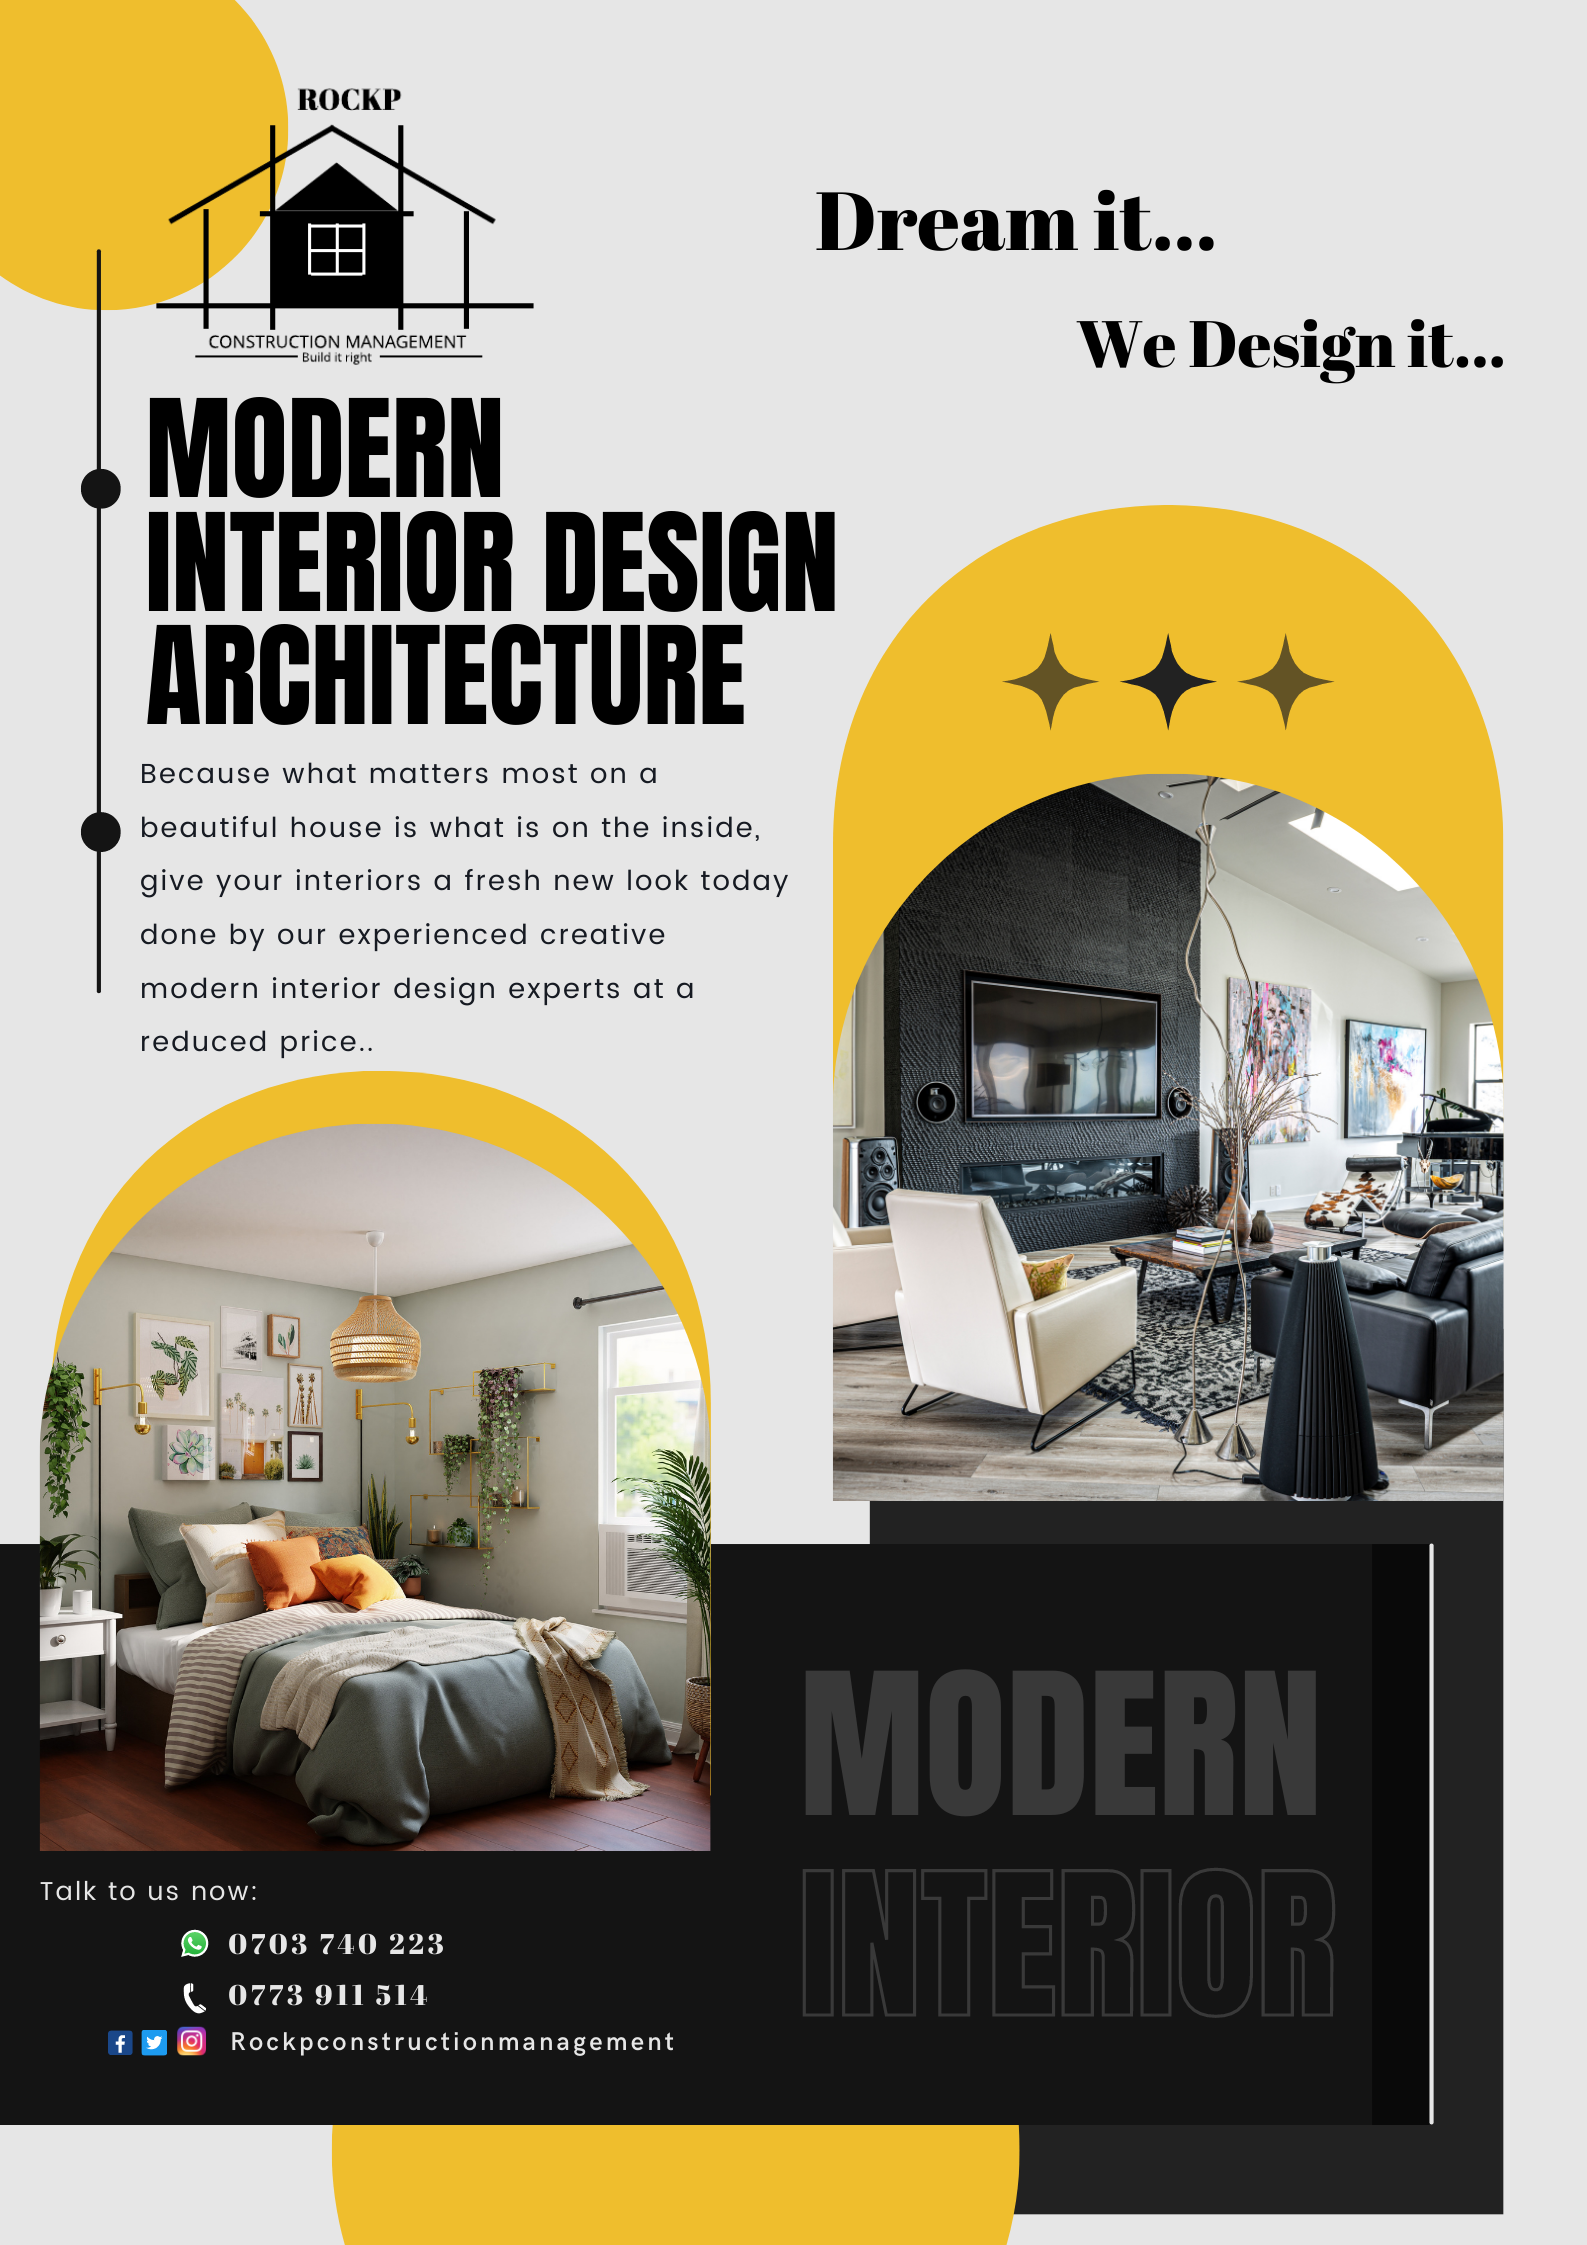 ROCKP
CONSTRUCTION MANAGEMENT
Build it right
Dream it...
We Design it...
MODERN
INTERIOR DESIGN
ARCHITECTURE
Because what matters most on a
beautiful house is what is on the inside,
give your interiors a fresh new look today
done by our experienced creative
modern interior design experts at a
reduced price..
MODERN
INTERIOR
Talk to us now:
0703 740 223
0773 911 514
Rockpconstructionmanagement